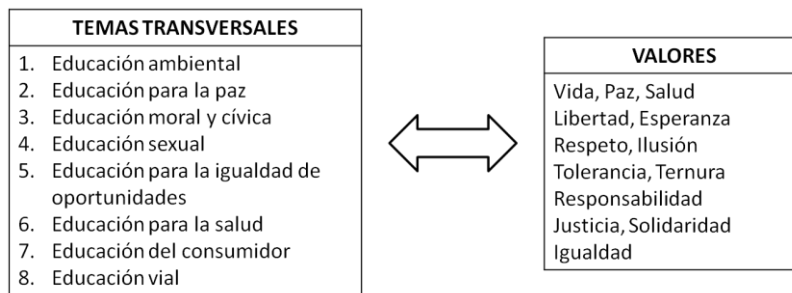 TEMAS TRANSVERSALES
1. Educación ambiental
2. Educación para la paz
3. Educación moral y cívica
4. Educación sexual
5. Educación para la igualdad de
oportunidades
6. Educación para la salud
7. Educación del consumidor
8. Educación vial
VALORES
Vida, Paz, Salud
Libertad, Esperanza
Respeto, Ilusión
Tolerancia, Ternura
Responsabilidad
Justicia, Solidaridad
Igualdad